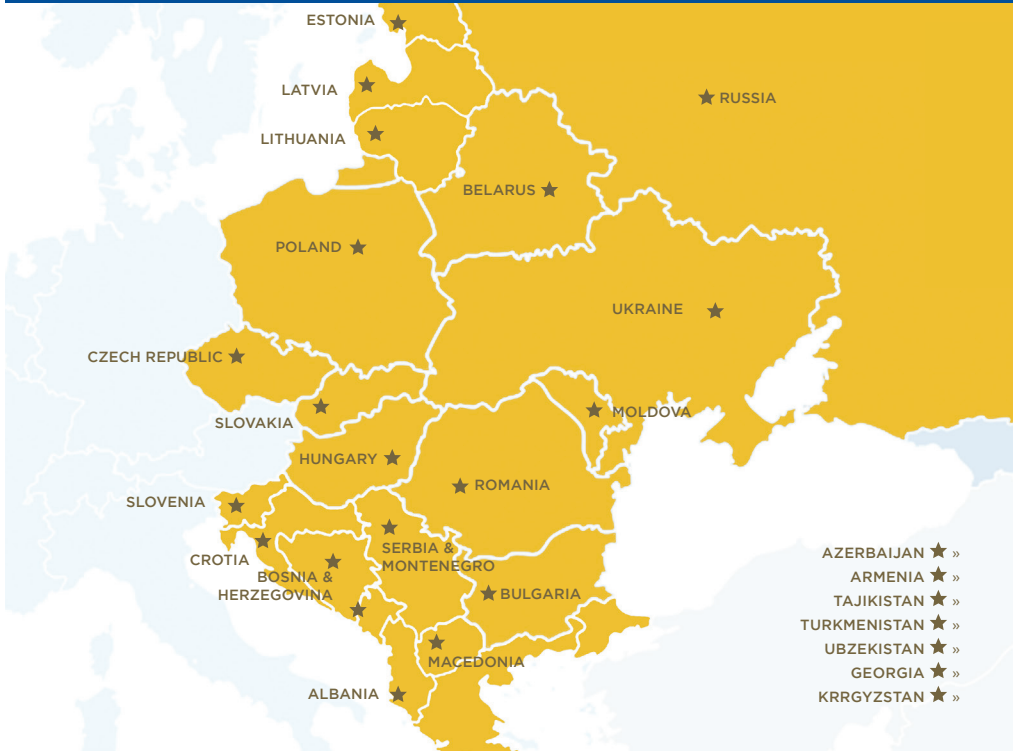 ESTONIA
LATVIA
RUSSIA
LITHUANIA
BELARUS
POLAND
UKRAINE
CZECH REPUBLIC
SLOVAKIA
MOLDOVA
HUNGARY
ROMANIA
SLOVENIA
CROTIA
SERBIA &
MONTENEGRO
BOSNIA &
HERZEGOVINA
BULGARIA
MACEDONIA
ALBANIA
AZERBAIJAN ★ »
ARMENIA ★ »
TAJIKISTAN ★ »
TURKMENISTAN ★ »
UBZEKISTAN ★ »
GEORGIA ★ »
KRRGYZSTAN ★ »